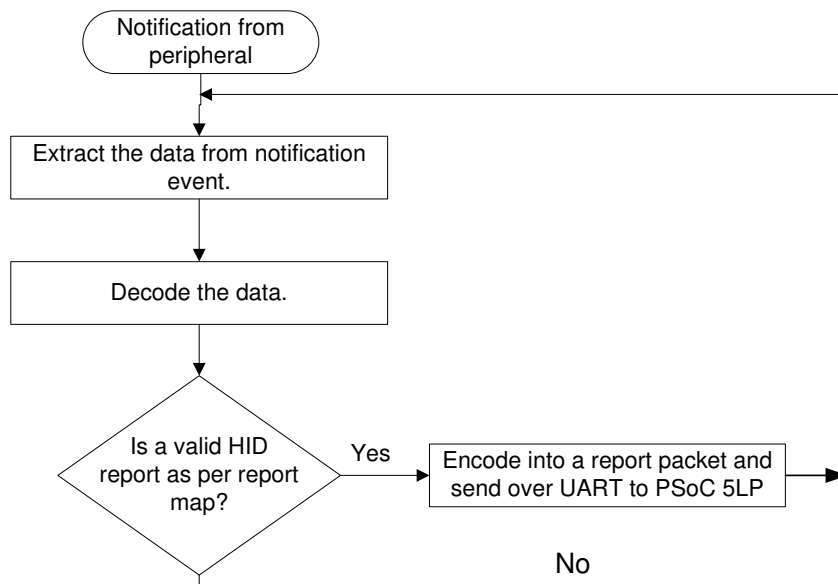 Notification from
peripheral
Extract the data from notification
event.
Decode the data.
Is a valid HID
report as per report
map?
Yes
Encode into a report packet and
send over UART to PSoC 5LP
No